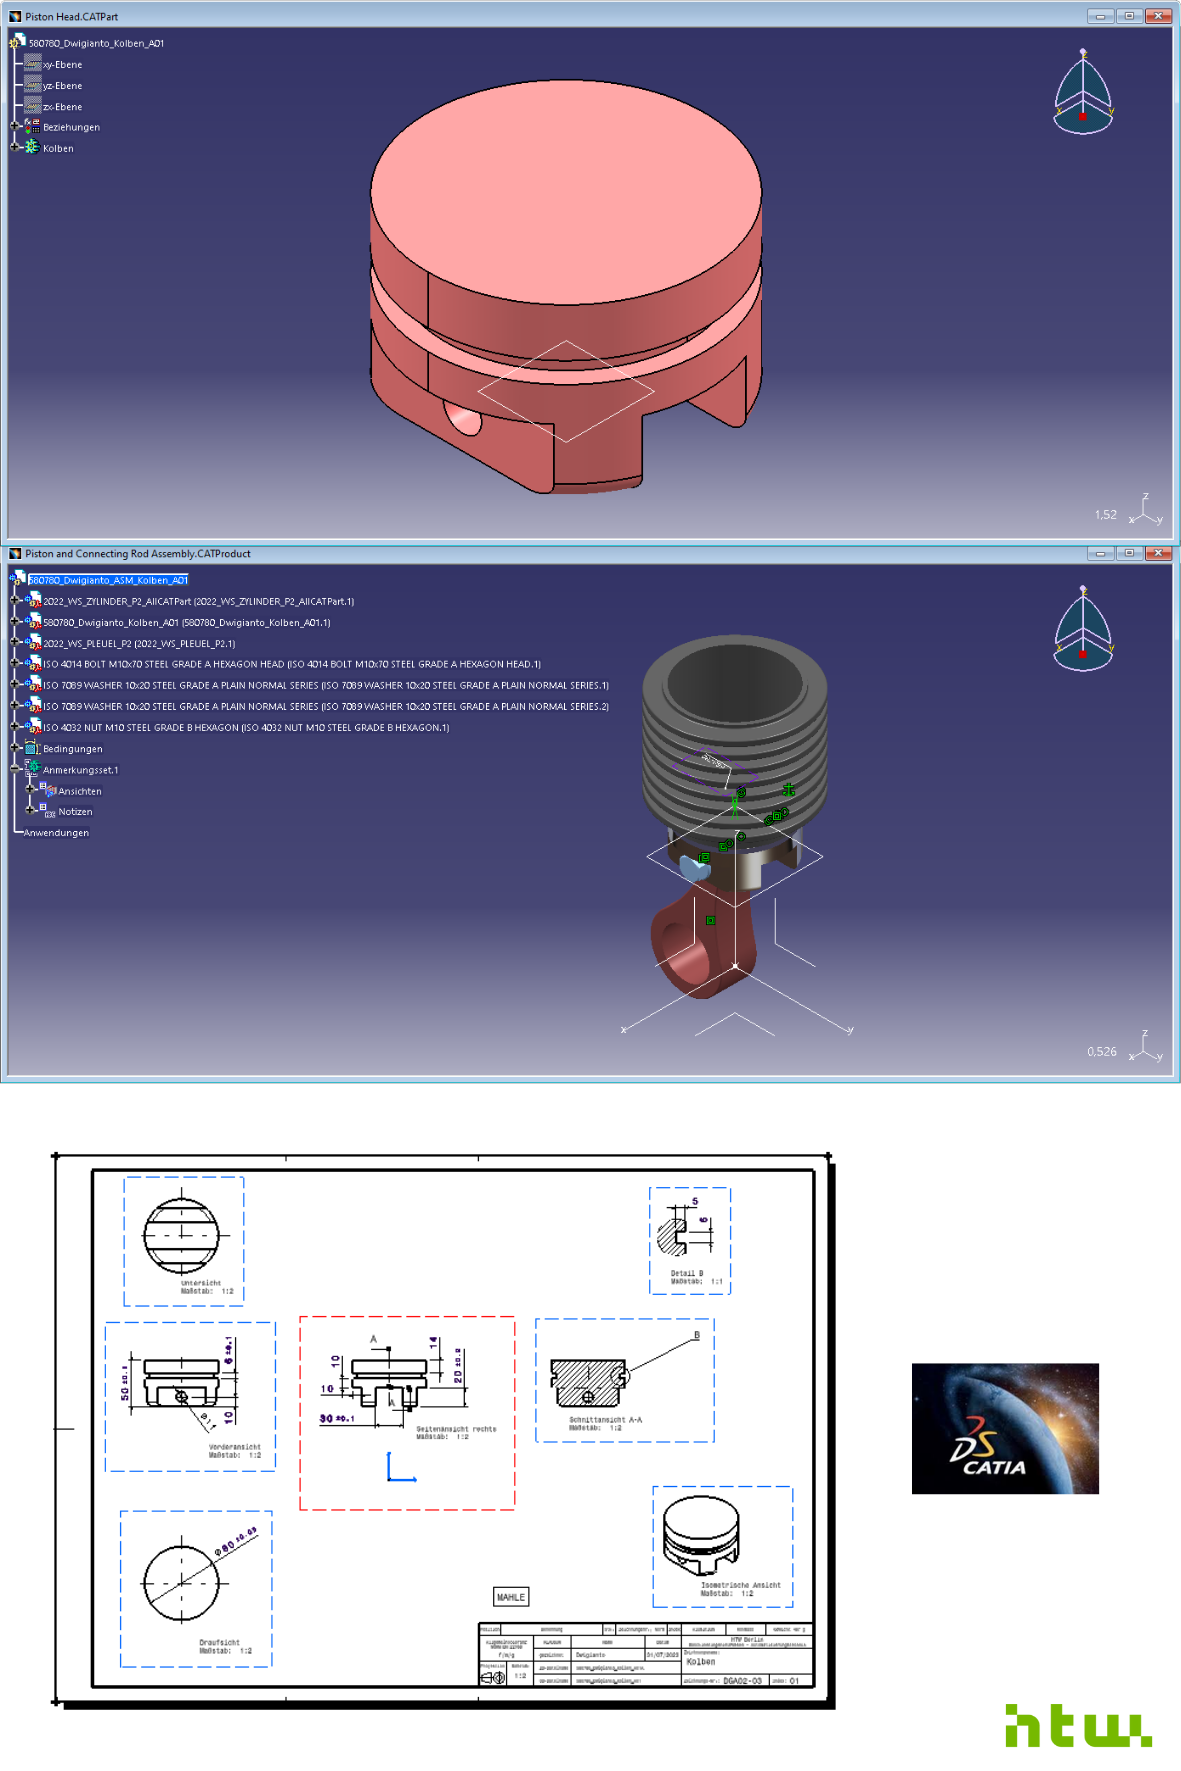 Piston Head.CATPart
580780_Dwigianto_Kolben_A01
xy-Ebene
yz-Ebene
zx-Ebene
Beziehungen
Kolben
z
x
y
1,52
z
x
y
Piston and Connecting Rod Assembly.CATProduct
580780_Dwigianto_ASM_Kolben_A01
2022_WS_ZYLINDER_P2_AllCATPart (2022_WS_ZYLINDER_P2_AllCATPart.1)
580780_Dwigianto_Kolben_A01 (580780_Dwigianto_Kolben_A01.1)
2022_WS_PLEUEL_P2 (2022_WS_PLEUEL_P2.1)
ISO 4014 BOLT M10x70 STEEL GRADE A HEXAGON HEAD (ISO 4014 BOLT M10x70 STEEL GRADE A HEXAGON HEAD.1)
ISO 7089 WASHER 10x20 STEEL GRADE A PLAIN NORMAL SERIES (ISO 7089 WASHER 10x20 STEEL GRADE A PLAIN NORMAL SERIES.1)
ISO 7089 WASHER 10x20 STEEL GRADE A PLAIN NORMAL SERIES (ISO 7089 WASHER 10x20 STEEL GRADE A PLAIN NORMAL SERIES.2)
ISO 4032 NUT M10 STEEL GRADE B HEXAGON (ISO 4032 NUT M10 STEEL GRADE B HEXAGON.1)
Bedingungen
Anmerkungsset.1
Ansichten
Notizen
Anwendungen
z
x
y
0,526
z
x
y
Untersicht
Maßstab: 1:2
5
6
Detail B
Maßstab: 1:1
50 ±0.1
6 ±0.1
10
Ø11
Vorderansicht
Maßstab: 1:2
A
10
14
10
20 ±0.2
A
30 ±0.1
Seitenansicht rechts
Maßstab: 1:2
B
Schnittansicht A-A
Maßstab: 1:2
Ø80 ±0.03
Draufsicht
Maßstab: 1:2
Isometrische Ansicht
Maßstab: 1:2
MAHLE
HTW Berlin
f/m/g
Dwigianto
31/07/2023
Kolben
1:2
DGA02-03
01
DS
CATIA
htw.